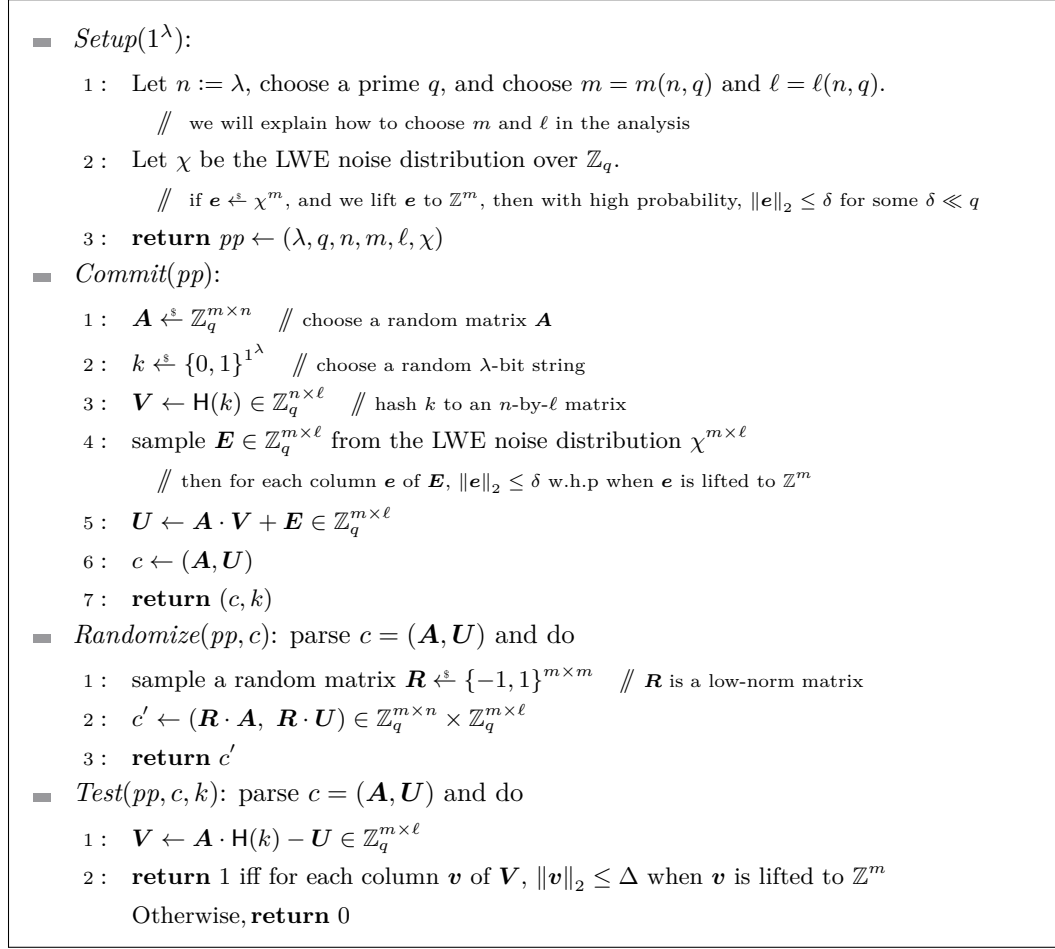 Setup(1^λ):
1 : Let n := λ, choose a prime q, and choose m = m(n, q) and ℓ = ℓ(n, q).
// we will explain how to choose m and ℓ in the analysis
2 : Let χ be the LWE noise distribution over ℤ_q.
// if e ←$ χ^m, and we lift e to ℤ^m, then with high probability, ‖e‖₂ ≤ δ for some δ ≪ q
3 : return pp ← (λ, q, n, m, ℓ, χ)
Commit(pp):
1 : A ←$ ℤ_q^{m×n} // choose a random matrix A
2 : k ←$ {0, 1}^{1^λ} // choose a random λ-bit string
3 : V ← H(k) ∈ ℤ_q^{n×ℓ} // hash k to an n-by-ℓ matrix
4 : sample E ∈ ℤ_q^{m×ℓ} from the LWE noise distribution χ^{m×ℓ}
// then for each column e of E, ‖e‖₂ ≤ δ w.h.p when e is lifted to ℤ^m
5 : U ← A · V + E ∈ ℤ_q^{m×ℓ}
6 : c ← (A, U)
7 : return (c, k)
Randomize(pp, c): parse c = (A, U) and do
1 : sample a random matrix R ←$ {−1, 1}^{m×m} // R is a low-norm matrix
2 : c′ ← (R · A, R · U) ∈ ℤ_q^{m×n} × ℤ_q^{m×ℓ}
3 : return c′
Test(pp, c, k): parse c = (A, U) and do
1 : V ← A · H(k) − U ∈ ℤ_q^{m×ℓ}
2 : return 1 iff for each column v of V, ‖v‖₂ ≤ Δ when v is lifted to ℤ^m
Otherwise, return 0